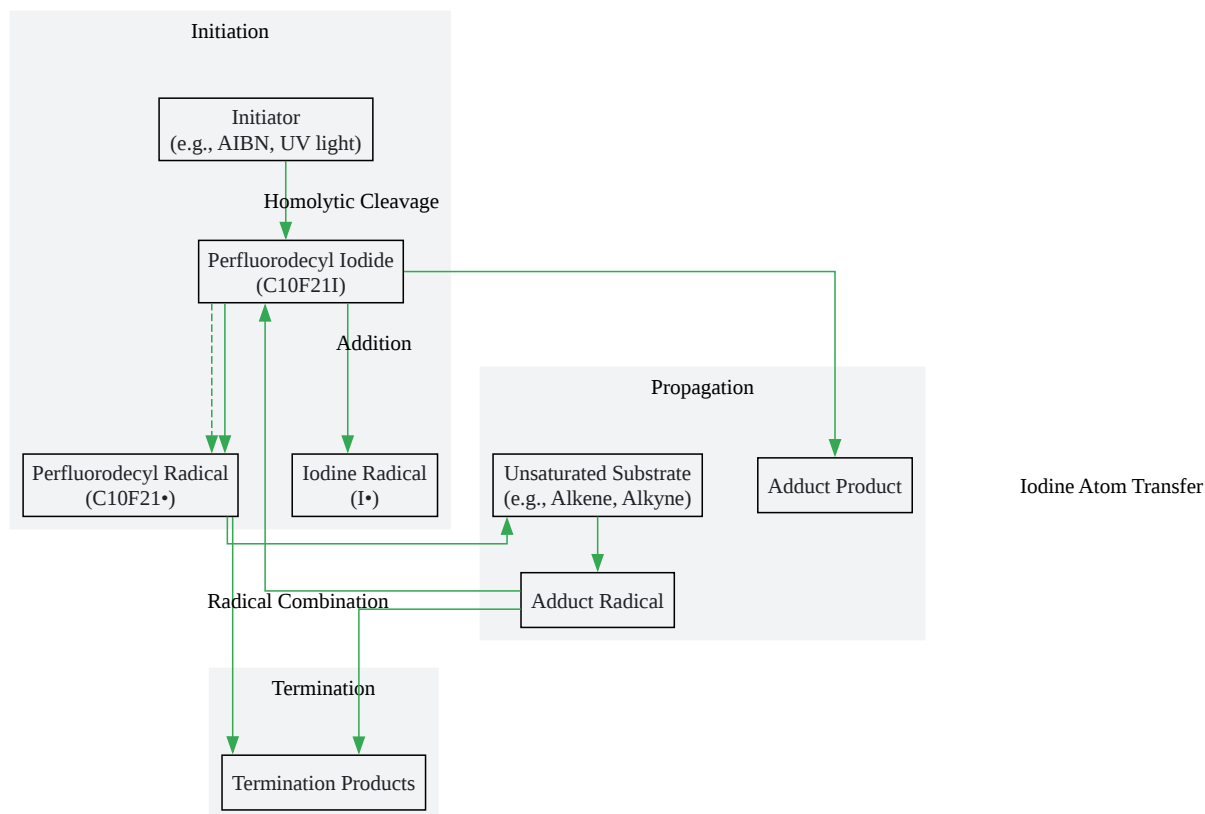 Initiation
Initiator
(e.g., AIBN, UV light)
Homolytic Cleavage
Perfluorodecyl Iodide
(C10F21I)
Addition
Propagation
Perfluorodecyl Radical
(C10F21•)
Iodine Radical
(I•)
Unsaturated Substrate
(e.g., Alkene, Alkyne)
Adduct Product
Iodine Atom Transfer
Radical Combination
Adduct Radical
Termination
Termination Products